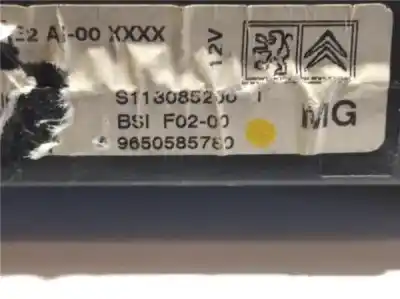 E2 A -00 XXXX
12V
S113085200 I
BSI F02-00
9650585780
MG